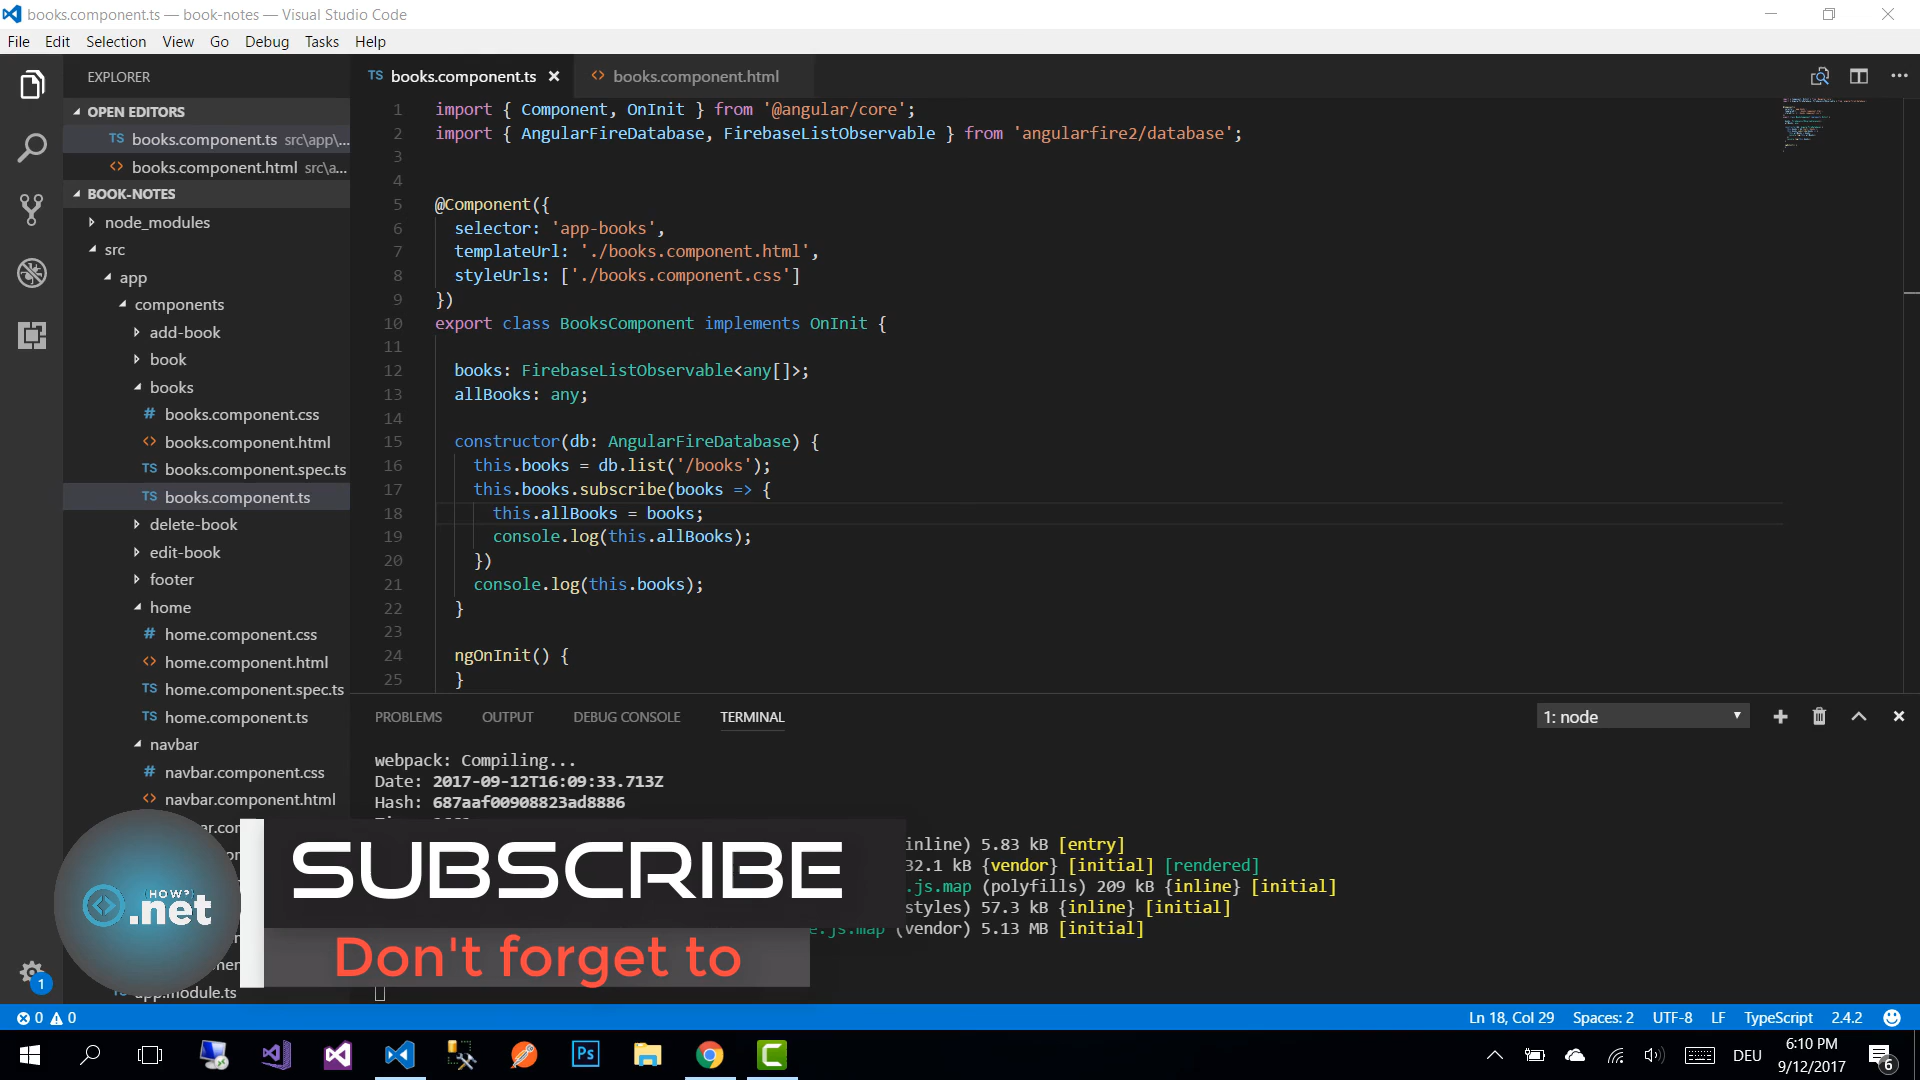 books.component.ts — book-notes — Visual Studio Code
File Edit Selection View Go Debug Tasks Help
EXPLORER
OPEN EDITORS
TS books.component.ts src\app\...
<> books.component.html src\a...
BOOK-NOTES
node_modules
src
app
components
add-book
book
books
# books.component.css
<> books.component.html
TS books.component.spec.ts
TS books.component.ts
delete-book
edit-book
footer
home
# home.component.css
<> home.component.html
TS home.component.spec.ts
TS home.component.ts
navbar
# navbar.component.css
<> navbar.component.html
app.module.ts
1
TS books.component.ts
<> books.component.html
1 import { Component, OnInit } from '@angular/core';
2 import { AngularFireDatabase, FirebaseListObservable } from 'angularfire2/database';
3
4
5 @Component({
6 selector: 'app-books',
7 templateUrl: './books.component.html',
8 styleUrls: ['./books.component.css']
9 })
10 export class BooksComponent implements OnInit {
11
12 books: FirebaseListObservable<any[]>;
13 allBooks: any;
14
15 constructor(db: AngularFireDatabase) {
16 this.books = db.list('/books');
17 this.books.subscribe(books => {
18 this.allBooks = books;
19 console.log(this.allBooks);
20 })
21 console.log(this.books);
22 }
23
24 ngOnInit() {
25 }
PROBLEMS OUTPUT DEBUG CONSOLE TERMINAL 1: node
webpack: Compiling...
Date: 2017-09-12T16:09:33.713Z
Hash: 687aaf00908823ad8886
inline) 5.83 kB [entry]
32.1 kB {vendor} [initial] [rendered]
.js.map (polyfills) 209 kB {inline} [initial]
styles) 57.3 kB {inline} [initial]
e.js.map (vendor) 5.13 MB [initial]
HOW?
.net
SUBSCRIBE
Don't forget to
0 0 Ln 18, Col 29 Spaces: 2 UTF-8 LF TypeScript 2.4.2
Ps
DEU
6:10 PM
9/12/2017
6